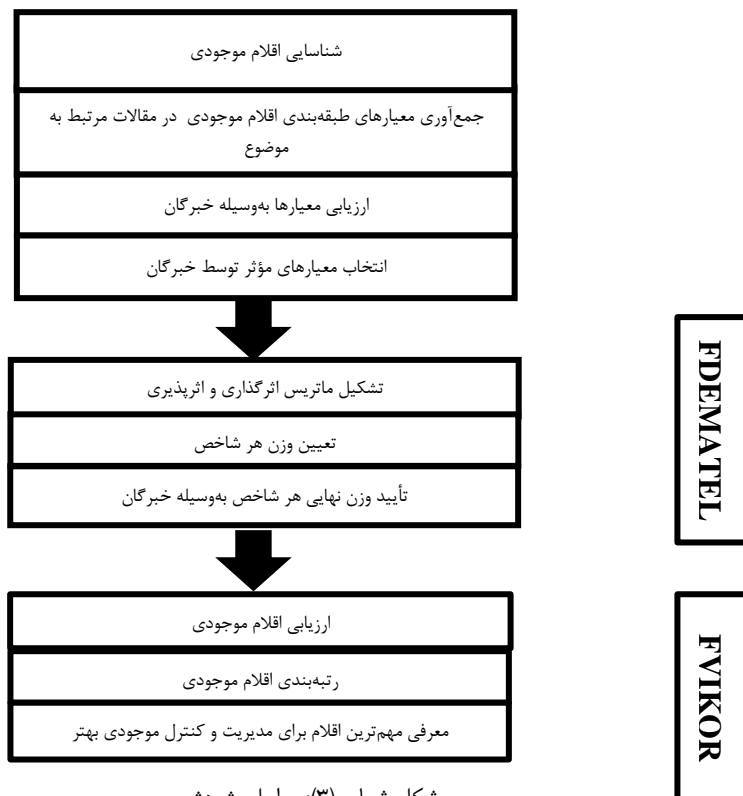 شناسایی اقلام موجودی
جمع‌آوری معیارهای طبقه‌بندی اقلام موجودی در مقالات مرتبط به
موضوع
ارزیابی معیارها به‌وسیله خبرگان
انتخاب معیارهای مؤثر توسط خبرگان
تشکیل ماتریس اثرگذاری و اثرپذیری
تعیین وزن هر شاخص
تأیید وزن نهایی هر شاخص به‌وسیله خبرگان
FDEMATEL
ارزیابی اقلام موجودی
رتبه‌بندی اقلام موجودی
معرفی مهم‌ترین اقلام برای مدیریت و کنترل موجودی بهتر
FVIKOR